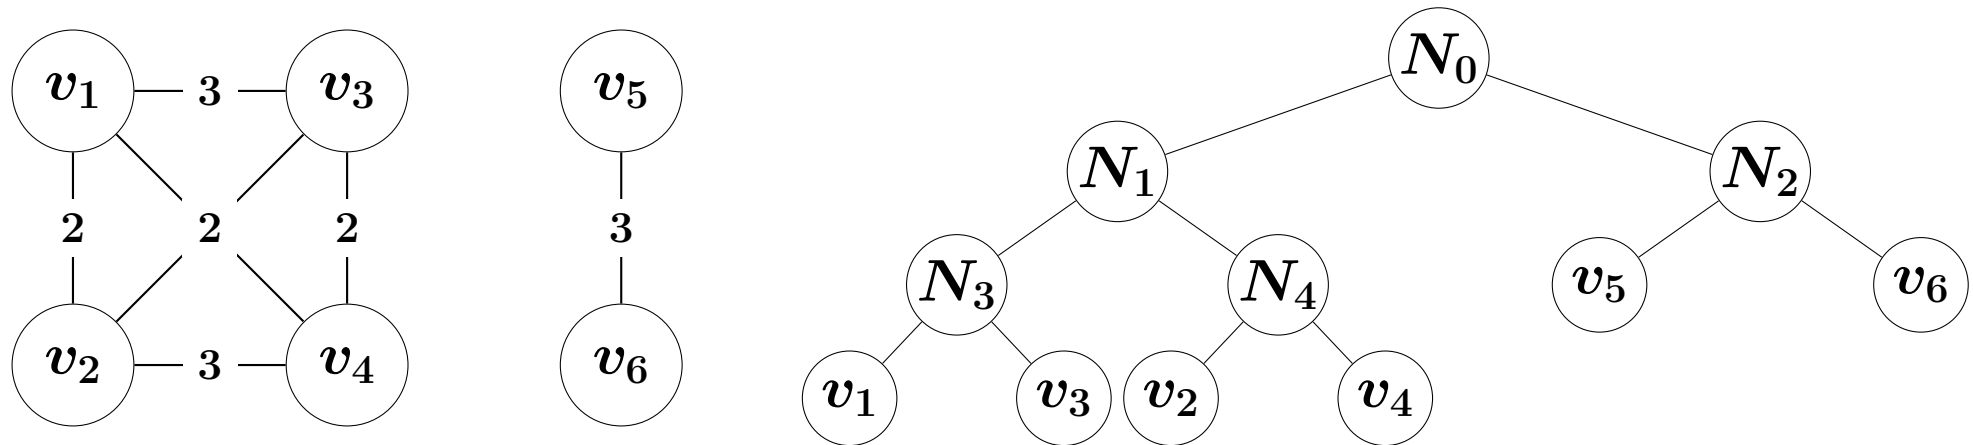 v₁ 3 v₃ v₅ N₀
N₁ N₂
2 2 2 3
N₃ N₄ v₅ v₆
v₂ 3 v₄ v₆
v₁ v₃ v₂ v₄